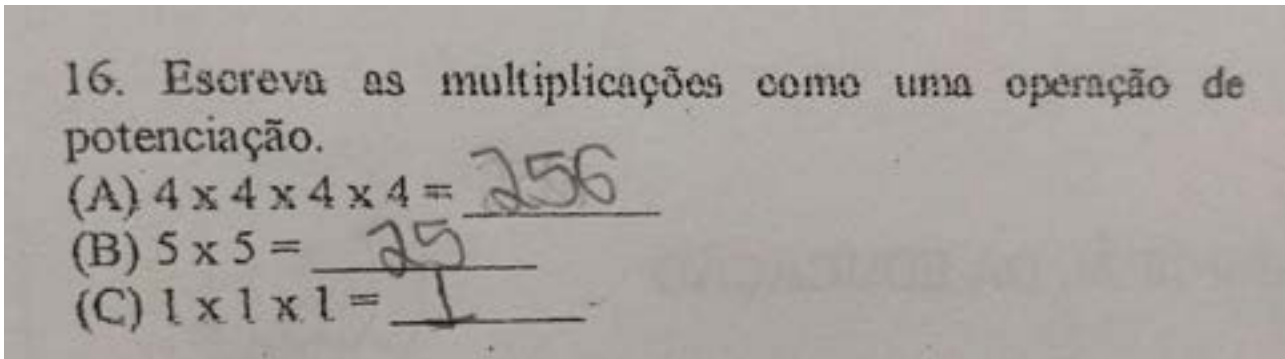 16. Escreva as multiplicações como uma operação de
potenciação.
(A) 4 x 4 x 4 x 4 = 256
(B) 5 x 5 = 25
(C) 1 x 1 x 1 = 1